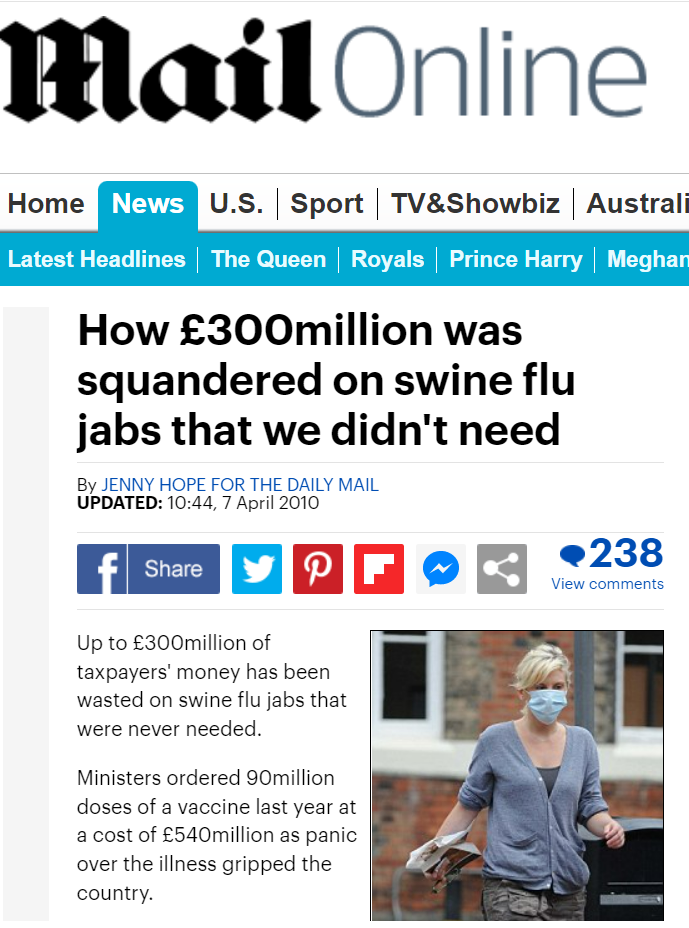 Mail Online
Home News U.S. Sport TV&Showbiz Australi
Latest Headlines The Queen Royals Prince Harry Meghan
How £300million was
squandered on swine flu
jabs that we didn't need
By JENNY HOPE FOR THE DAILY MAIL
UPDATED: 10:44, 7 April 2010
f Share
238
View comments
Up to £300million of
taxpayers' money has been
wasted on swine flu jabs that
were never needed.
Ministers ordered 90million
doses of a vaccine last year at
a cost of £540million as panic
over the illness gripped the
country.